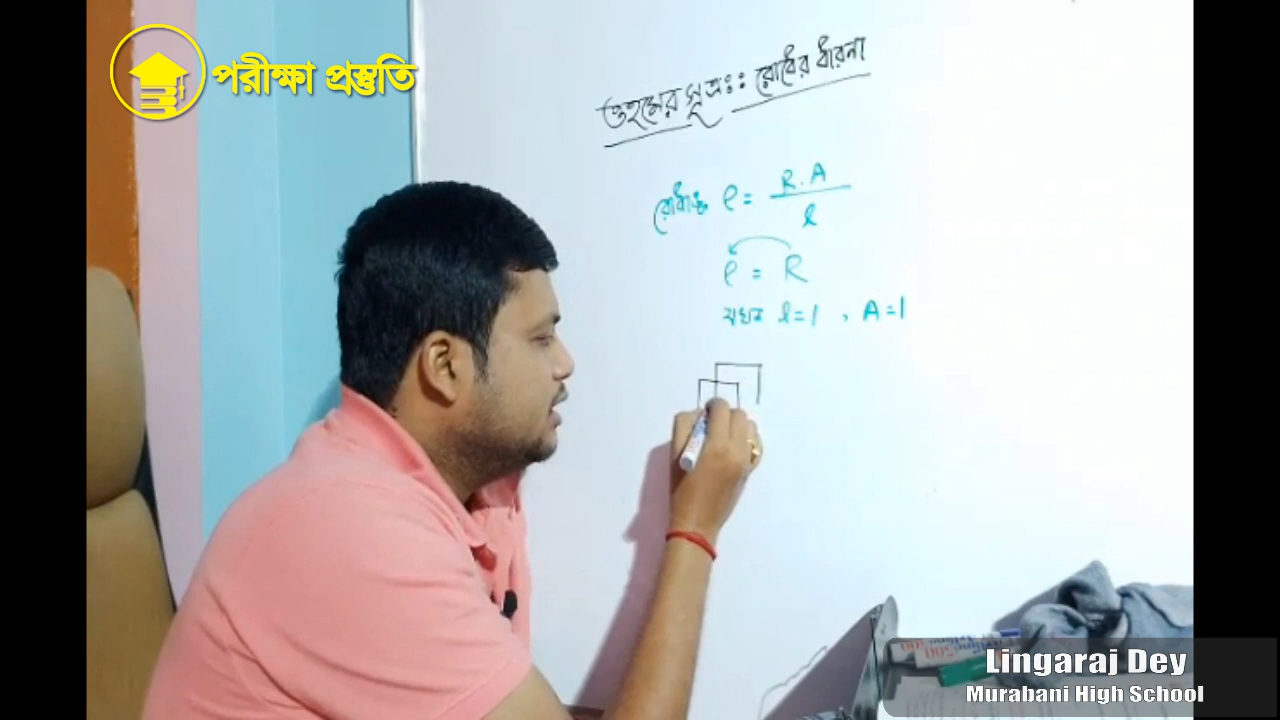 পরীক্ষা প্রস্তুতি
ওহমের সূত্রঃ : রোধের ধারনা
রোধাঙ্ক ρ = R.A / l
ρ = R
যখন l=1 , A=1
Lingaraj Dey
Murabani High School